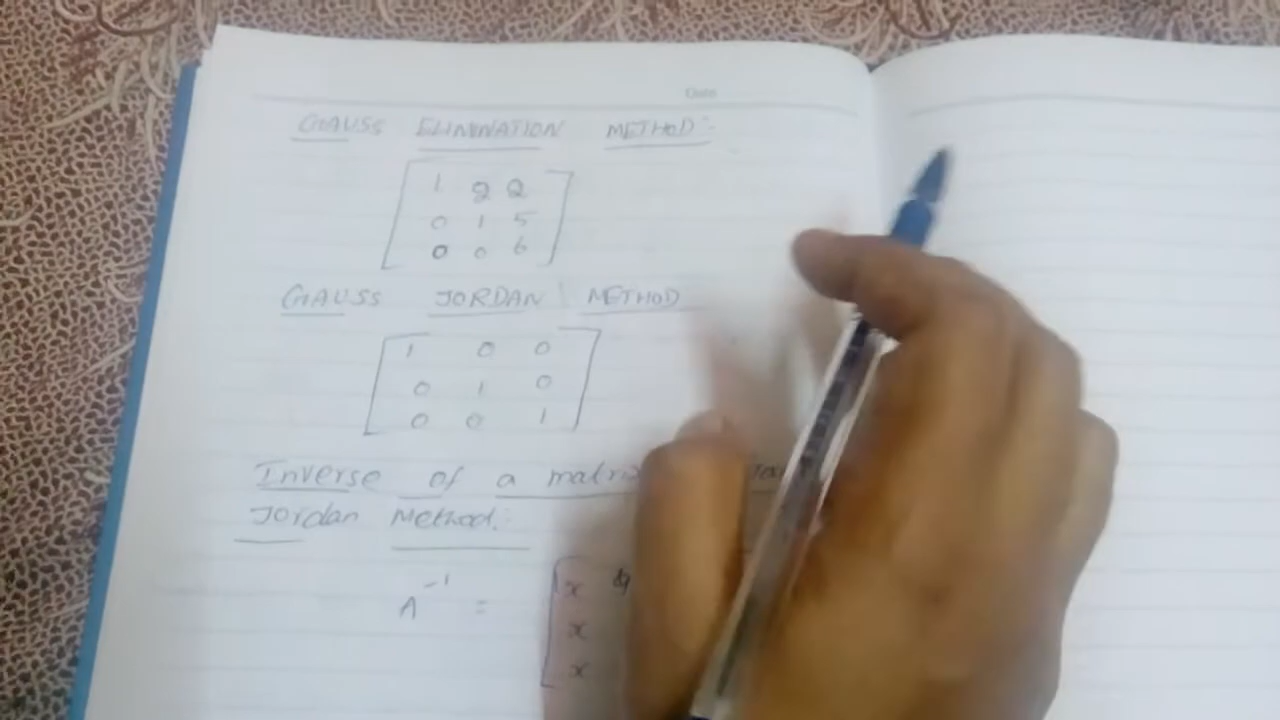 Date
GAUSS ELIMINATION METHOD:-
1 2 2
0 1 5
0 0 6
GAUSS JORDAN METHOD
1 0 0
0 1 0
0 0 1
Inverse of a
Jordan Method:
A⁻¹ =
x
x
x